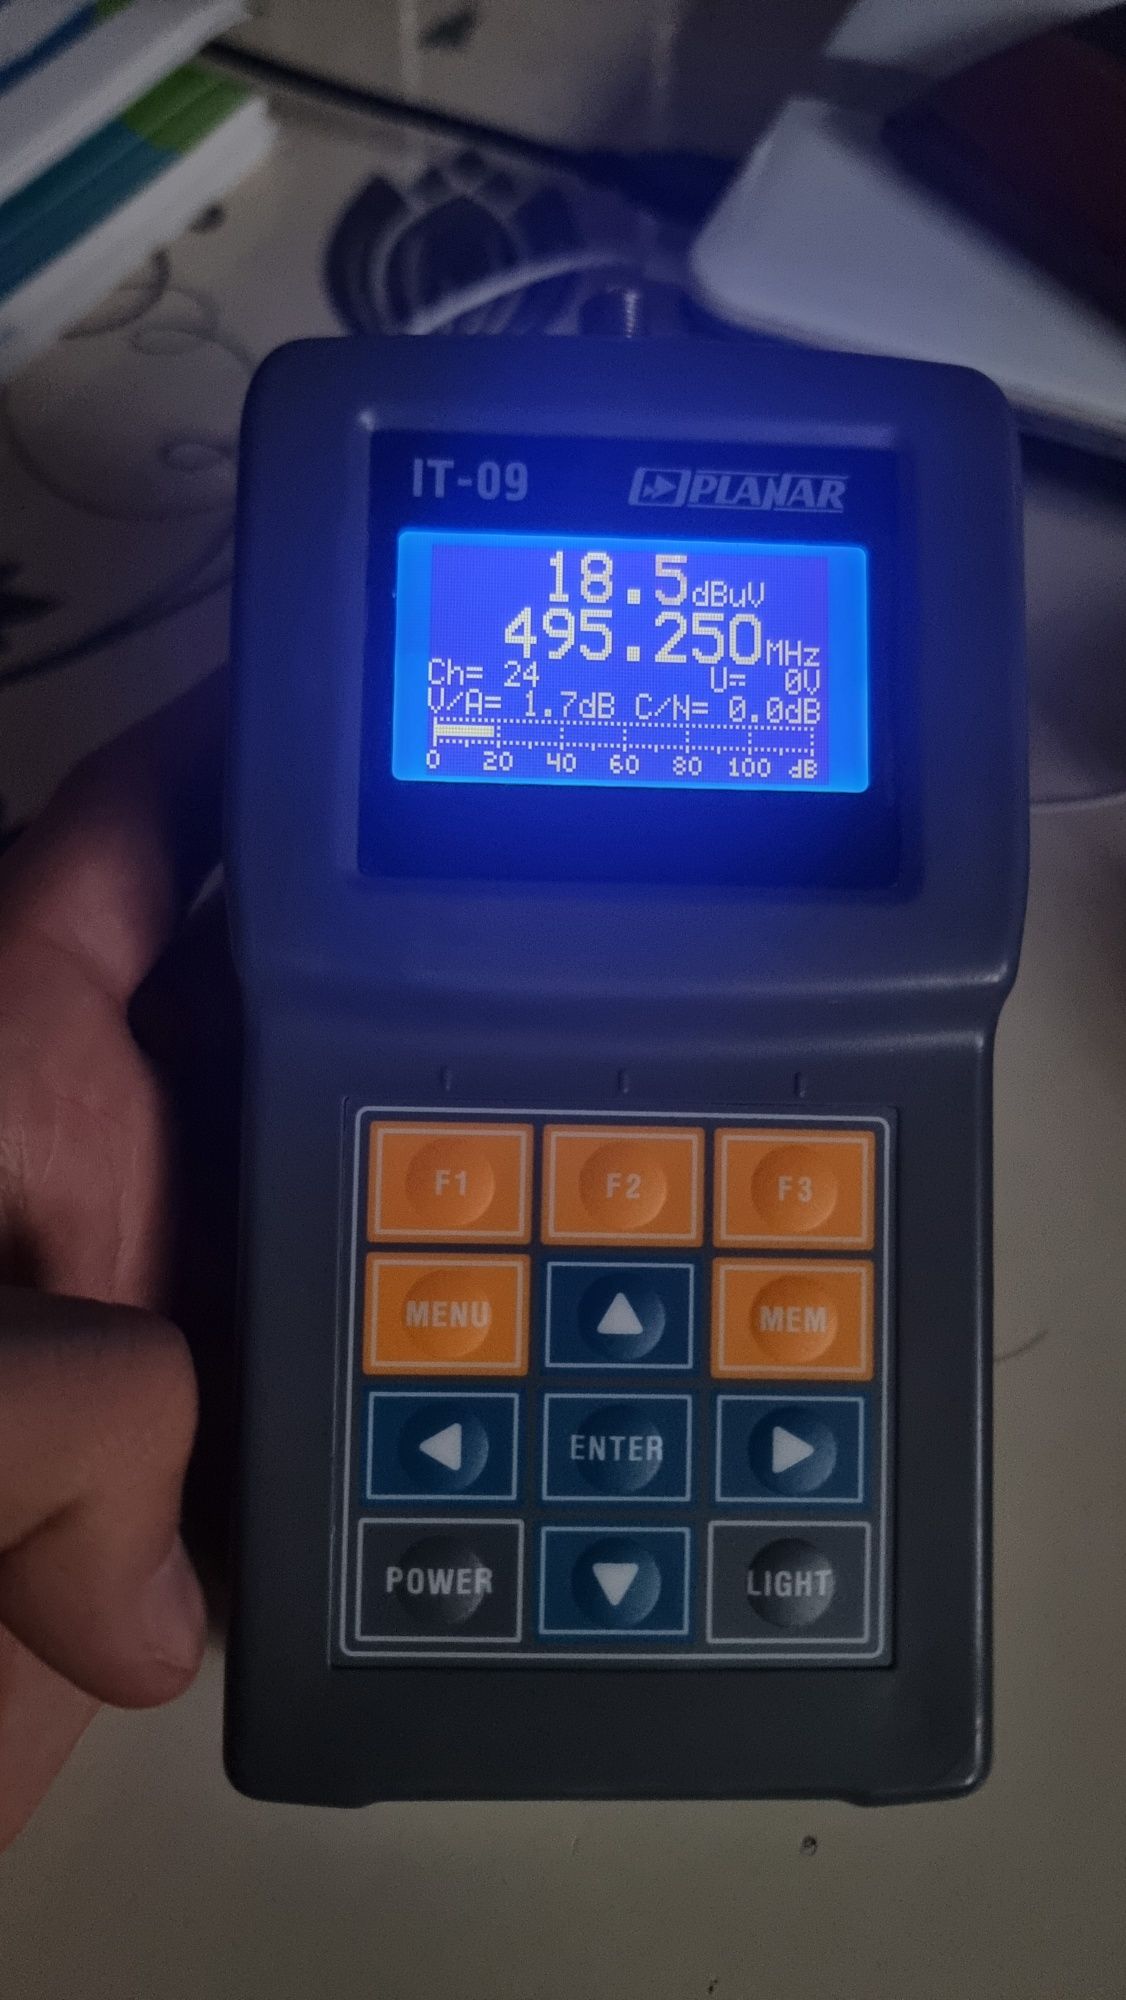 IT-09 PLANAR
18.5dBuV
495.250MHz
Ch= 24 U= 0V
V/A= 1.7dB C/N= 0.0dB
0 20 40 60 80 100 dB
F1 F2 F3
MENU MEM
ENTER
POWER LIGHT